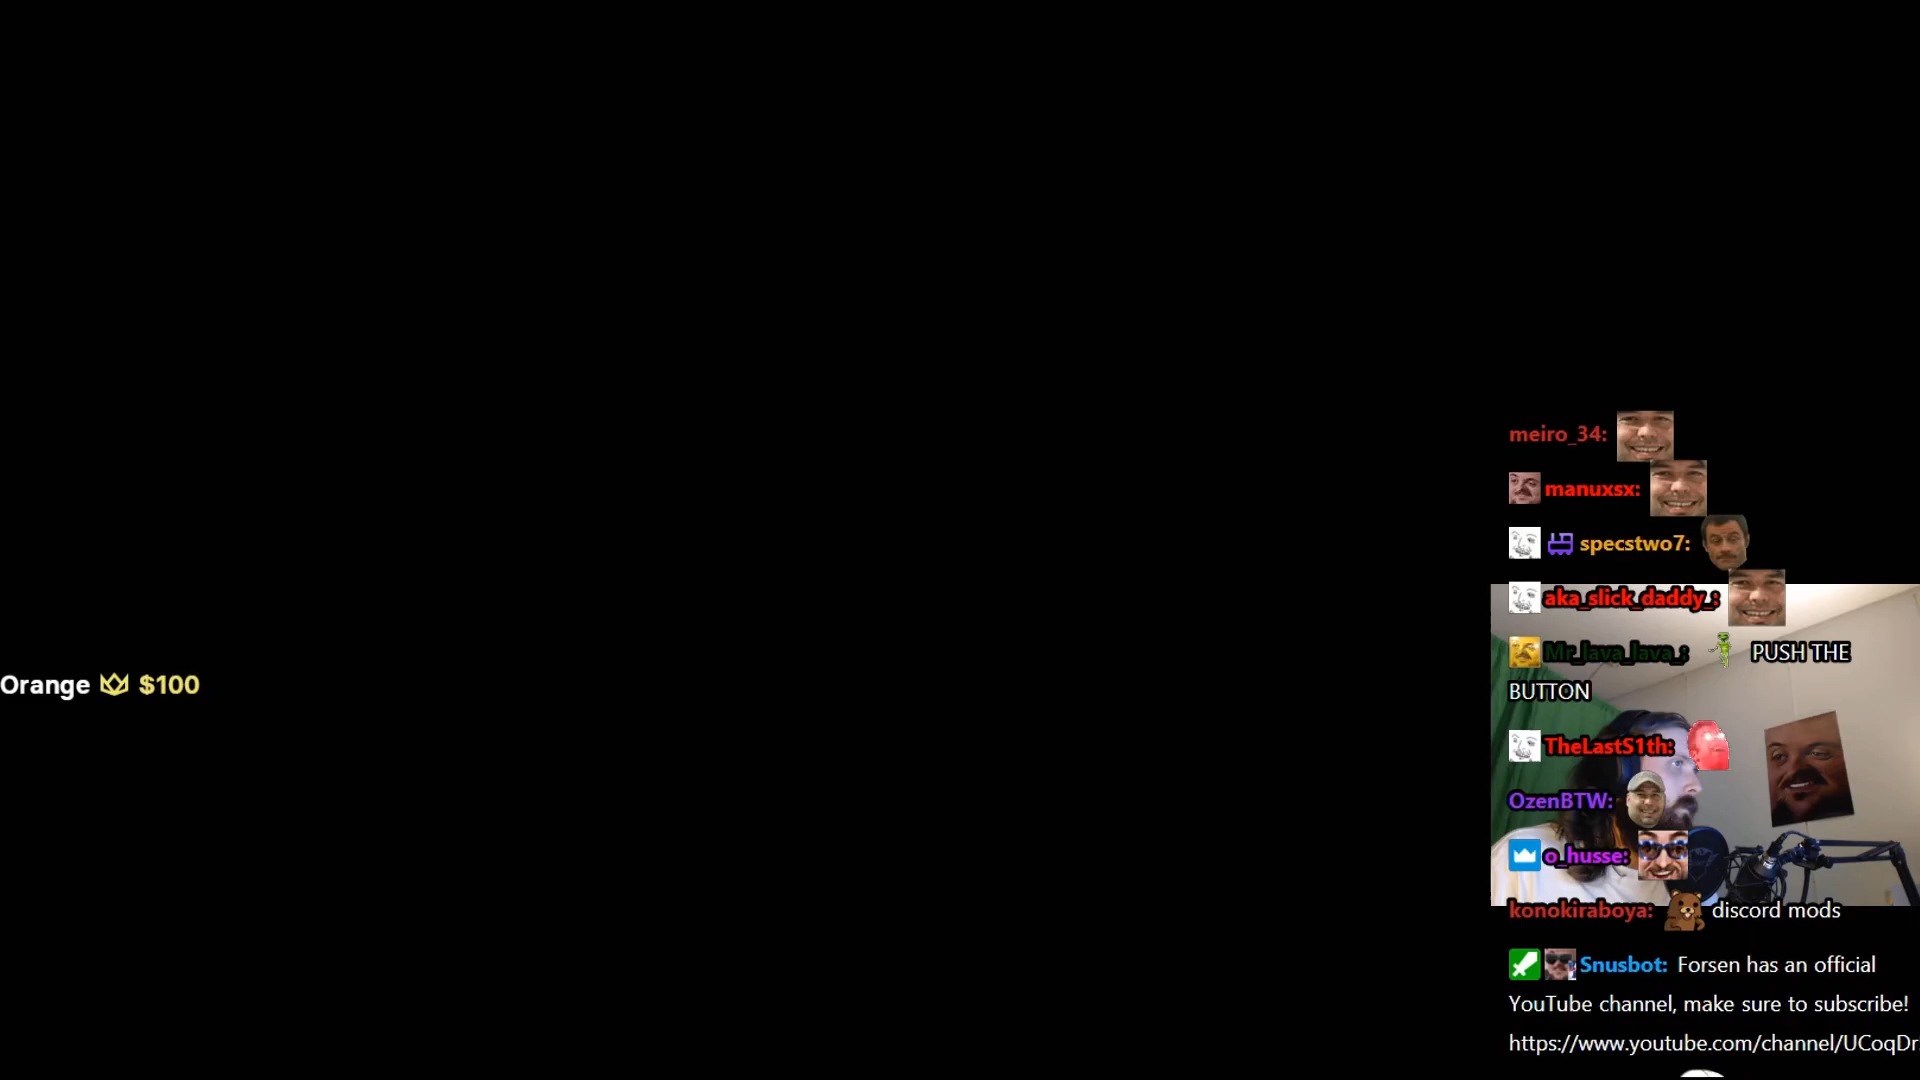 meiro_34:
manuxsx:
specstwo7:
aka_slick_daddy_:
Mr_lava_lava_: PUSH THE
BUTTON
Orange $100
TheLastS1th:
OzenBTW:
o_husse:
konokiraboya: discord mods
Snusbot: Forsen has an official
YouTube channel, make sure to subscribe!
https://www.youtube.com/channel/UCoqDr